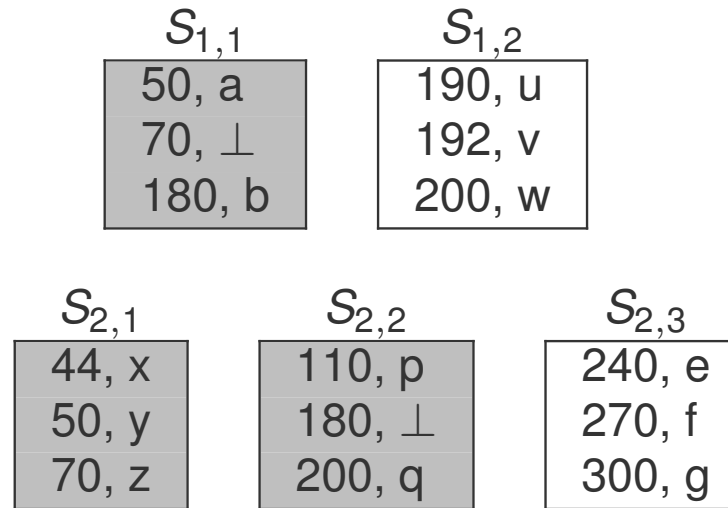 S1,1
50, a
70, ⊥
180, b
S1,2
190, u
192, v
200, w
S2,1
44, x
50, y
70, z
S2,2
110, p
180, ⊥
200, q
S2,3
240, e
270, f
300, g